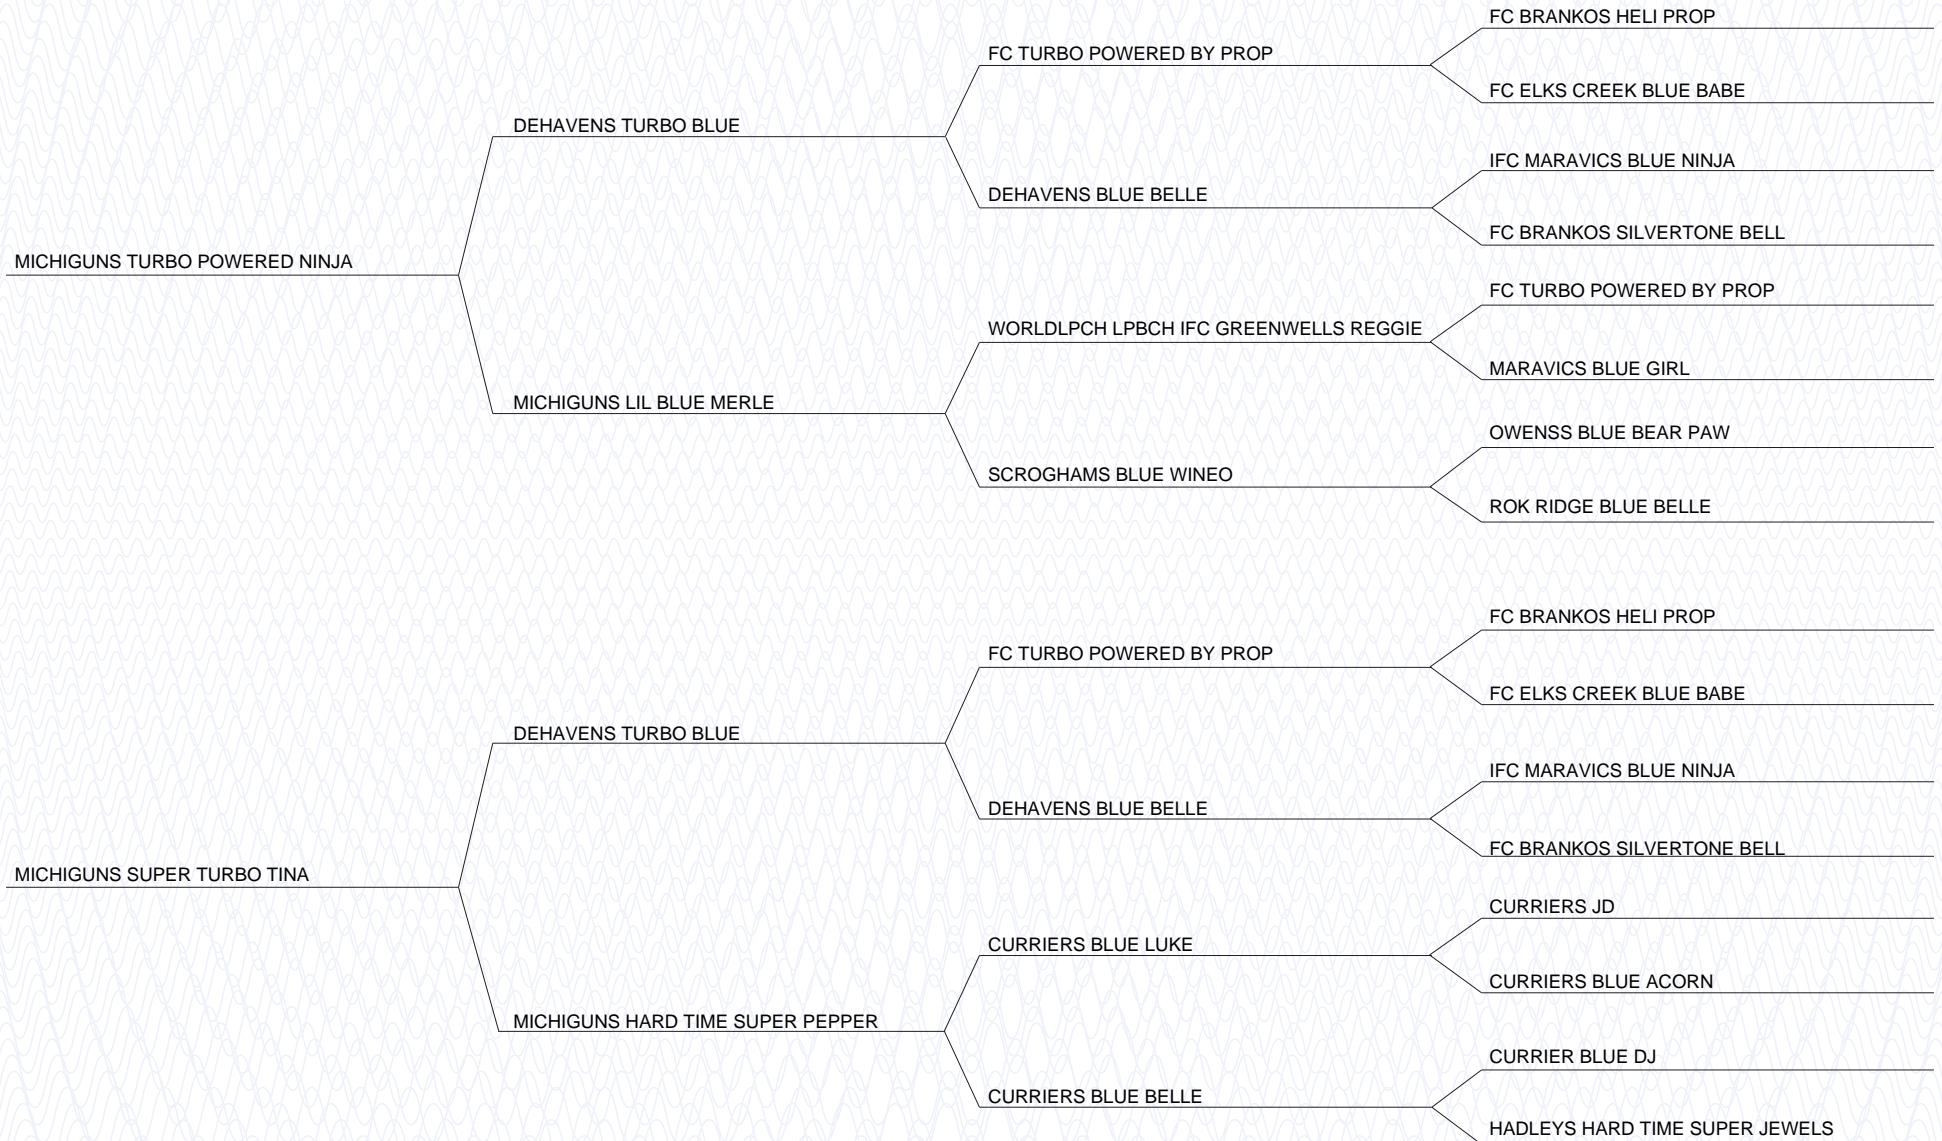 FC BRANKOS HELI PROP
FC TURBO POWERED BY PROP
FC ELKS CREEK BLUE BABE
DEHAVENS TURBO BLUE
IFC MARAVICS BLUE NINJA
DEHAVENS BLUE BELLE
FC BRANKOS SILVERTONE BELL
MICHIGUNS TURBO POWERED NINJA
FC TURBO POWERED BY PROP
WORLDLPCH LPBCH IFC GREENWELLS REGGIE
MARAVICS BLUE GIRL
MICHIGUNS LIL BLUE MERLE
OWENSS BLUE BEAR PAW
SCROGHAMS BLUE WINEO
ROK RIDGE BLUE BELLE
FC BRANKOS HELI PROP
FC TURBO POWERED BY PROP
FC ELKS CREEK BLUE BABE
DEHAVENS TURBO BLUE
IFC MARAVICS BLUE NINJA
DEHAVENS BLUE BELLE
FC BRANKOS SILVERTONE BELL
MICHIGUNS SUPER TURBO TINA
CURRIERS JD
CURRIERS BLUE LUKE
CURRIERS BLUE ACORN
MICHIGUNS HARD TIME SUPER PEPPER
CURRIER BLUE DJ
CURRIERS BLUE BELLE
HADLEYS HARD TIME SUPER JEWELS